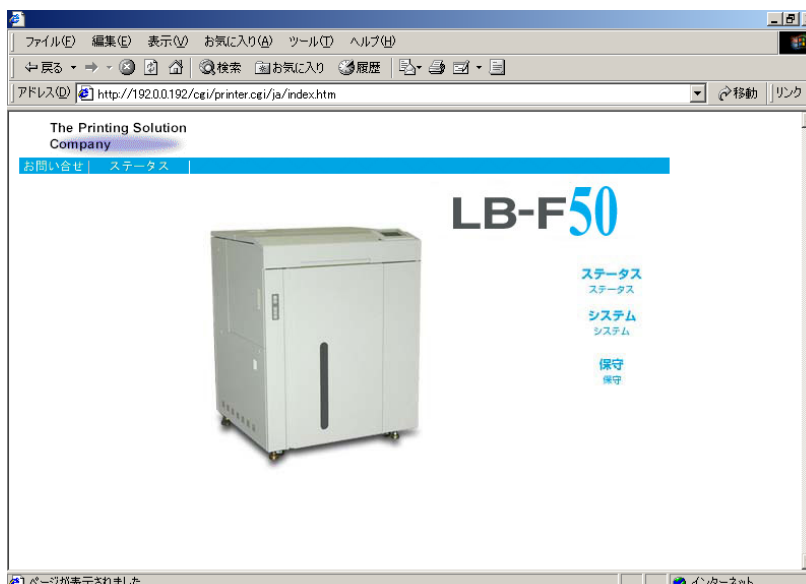 ファイル(F) 編集(E) 表示(V) お気に入り(A) ツール(T) ヘルプ(H)
戻る 検索 お気に入り 履歴
アドレス(D) http://192.0.0.192/cgi/printer.cgi/ja/index.htm 移動 リンク
The Printing Solution
Company
お問い合せ| ステータス |
LB-F50
ステータス
ステータス
システム
システム
保守
保守
ページが表示されました インターネット